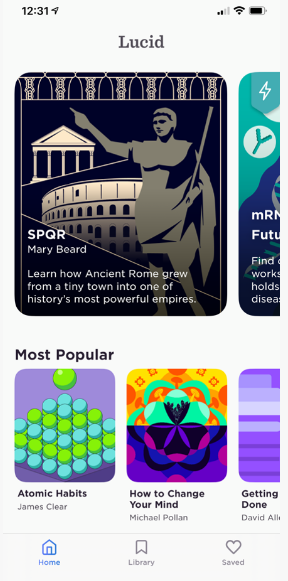 12:31
Lucid
SPQR
Mary Beard
Learn how Ancient Rome grew
from a tiny town into one of
history's most powerful empires.
mRN
Futu
Find o
works
holds
disea
Most Popular
Atomic Habits
James Clear
How to Change
Your Mind
Michael Pollan
Getting
Done
David Alle
Home
Library
Saved